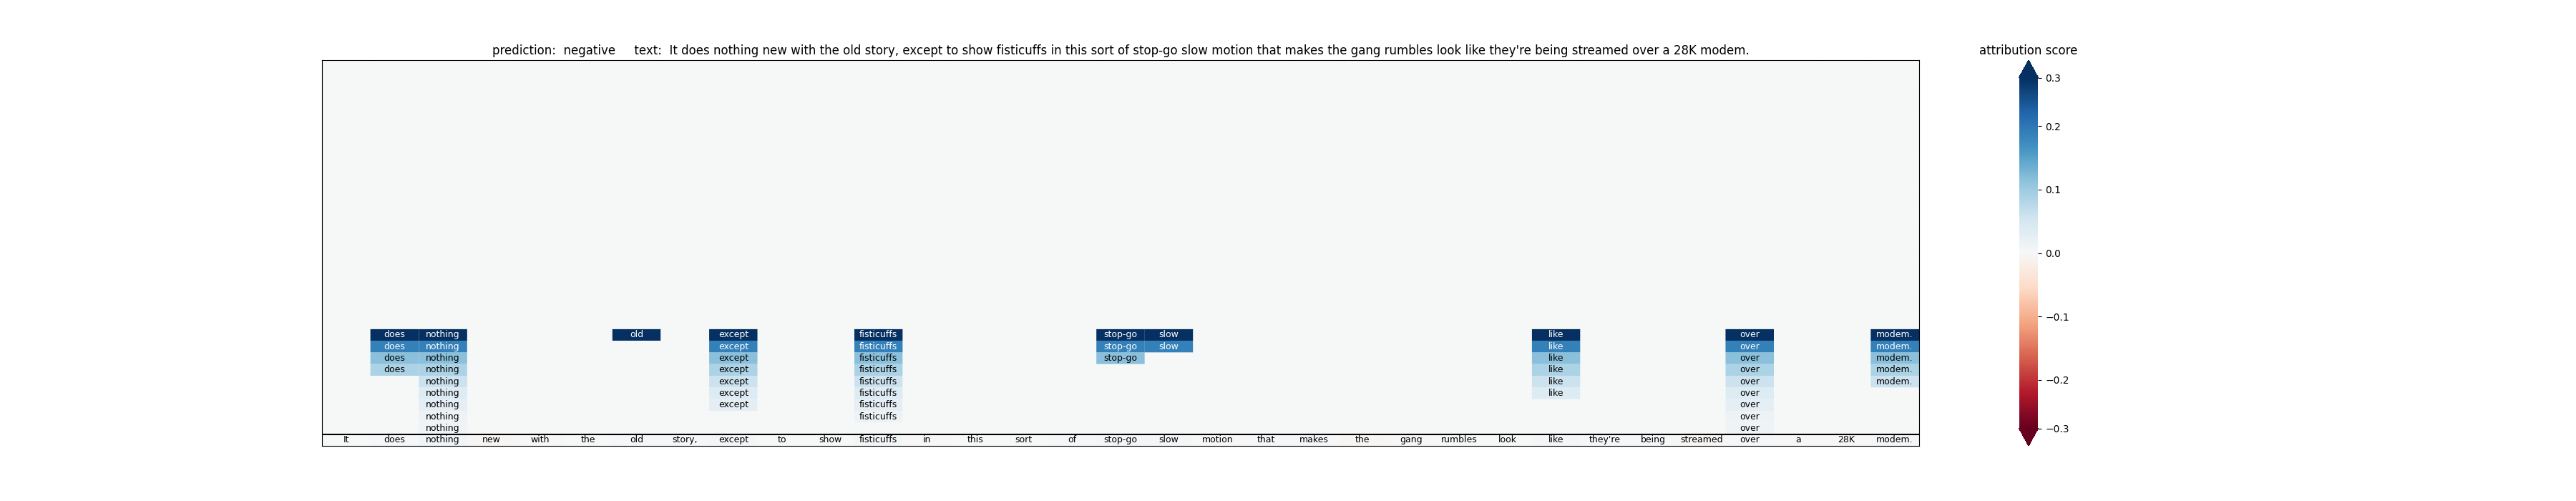 prediction:  negative     text:  It does nothing new with the old story, except to show fisticuffs in this sort of stop-go slow motion that makes the gang rumbles look like they're being streamed over a 28K modem.
attribution score
0.3
0.2
0.1
0.0
−0.1
−0.2
−0.3
does nothing old except fisticuffs stop-go slow like over modem.
does nothing except fisticuffs stop-go slow like over modem.
does nothing except fisticuffs stop-go like over modem.
does nothing except fisticuffs like over modem.
nothing except fisticuffs like over modem.
nothing except fisticuffs like over
nothing except fisticuffs over
nothing fisticuffs over
nothing over
It does nothing new with the old story, except to show fisticuffs in this sort of stop-go slow motion that makes the gang rumbles look like they're being streamed over a 28K modem.